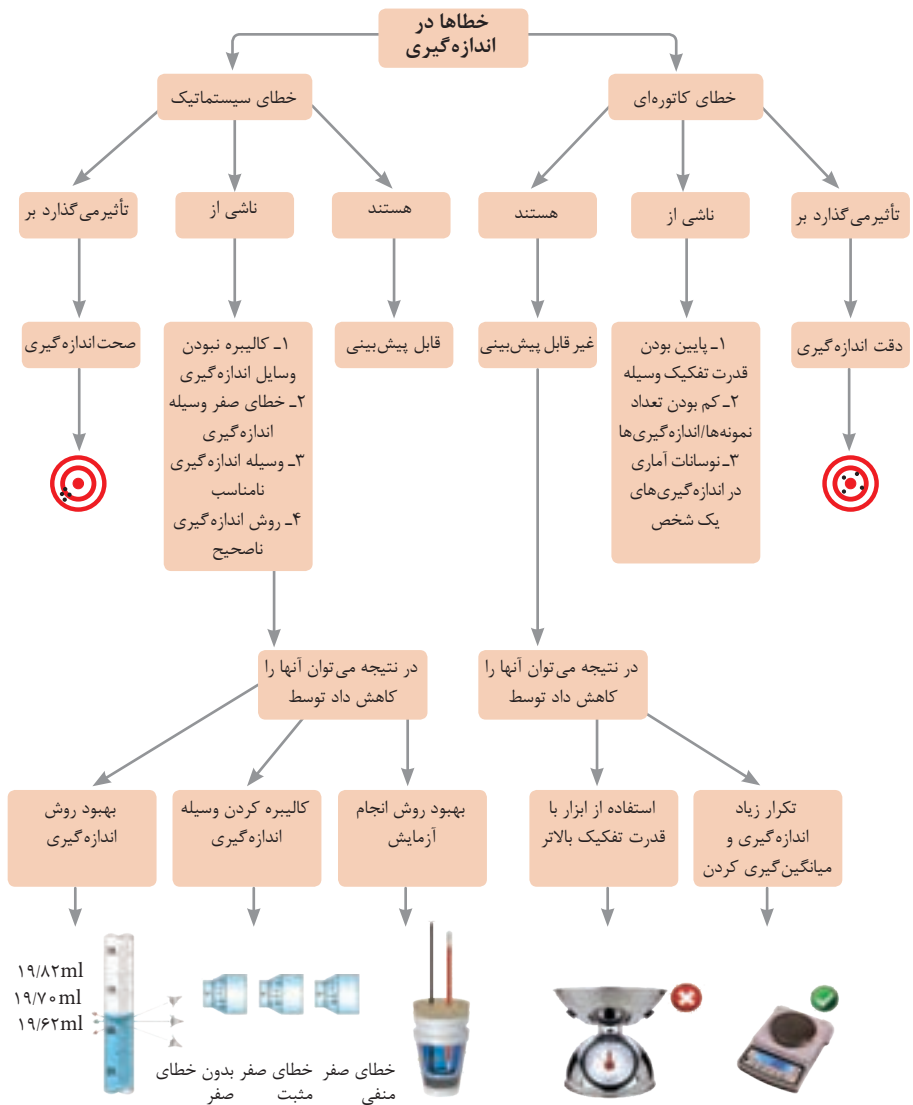 خطاها در
اندازه‌گیری
خطای کاتوره‌ای
خطای سیستماتیک
تأثیرمی‌گذارد بر
ناشی از
هستند
هستند
ناشی از
تأثیرمی‌گذارد بر
دقت اندازه‌گیری
۱ـ پایین بودن
قدرت تفکیک وسیله
۲ـ کم بودن تعداد
نمونه‌ها/اندازه‌گیری‌ها
۳ـ نوسانات آماری
در اندازه‌گیری‌های
یک شخص
غیر قابل پیش‌بینی
قابل پیش‌بینی
۱ـ کالیبره نبودن
وسایل اندازه‌گیری
۲ـ خطای صفر وسیله
اندازه‌گیری
۳ـ وسیله اندازه‌گیری
نامناسب
۴ـ روش اندازه‌گیری
ناصحیح
صحت اندازه‌گیری
در نتیجه می‌توان آنها را
کاهش داد توسط
در نتیجه می‌توان آنها را
کاهش داد توسط
تکرار زیاد
اندازه‌گیری و
میانگین‌گیری کردن
استفاده از ابزار با
قدرت تفکیک بالاتر
بهبود روش انجام
آزمایش
کالیبره کردن وسیله
اندازه‌گیری
بهبود روش
اندازه‌گیری
۱۹/۸۲ml
۱۹/۷۰ml
۱۹/۶۲ml
خطای صفر
منفی
خطای صفر
مثبت
بدون خطای
صفر